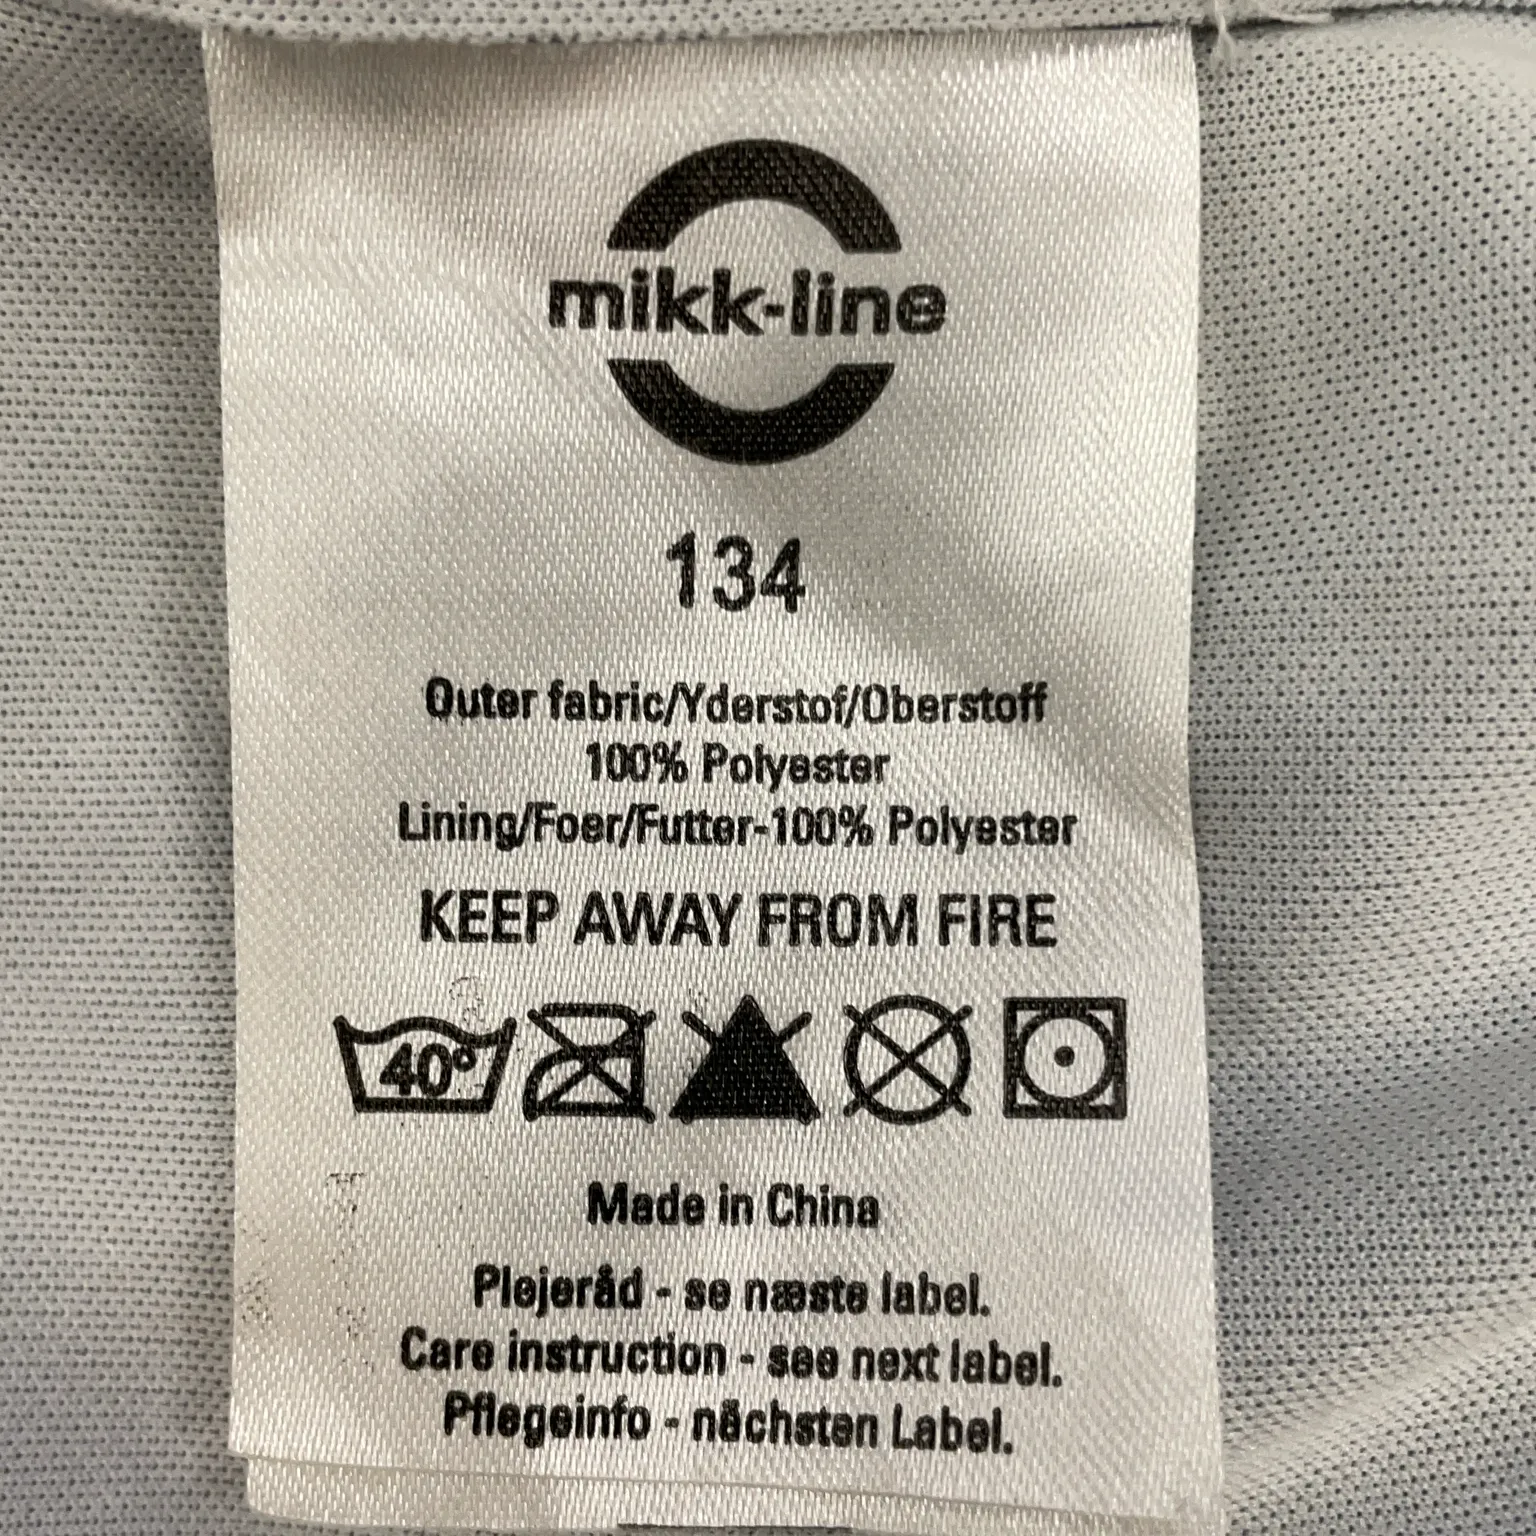 mikk-line
134
Outer fabric/Yderstof/Oberstoff
100% Polyester
Lining/Foer/Futter-100% Polyester
KEEP AWAY FROM FIRE
40°
Made in China
Plejeråd - se næste label.
Care instruction - see next label.
Pflegeinfo - nächsten Label.